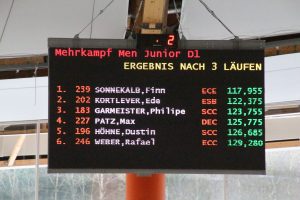 2
Mehrkampf Men Junior D1
ERGEBNIS NACH 3 LÄUFEN
1. 239 SONNEKALB,Finn ECE 117,955
2. 202 KORTLEVER,Ede ESB 122,375
3. 183 GARMEISTER,Philipe SCC 123,755
4. 227 PATZ,Max DEC 125,775
5. 196 HÖHNE,Dustin SCC 126,685
6. 246 WEBER,Rafael ECC 129,280